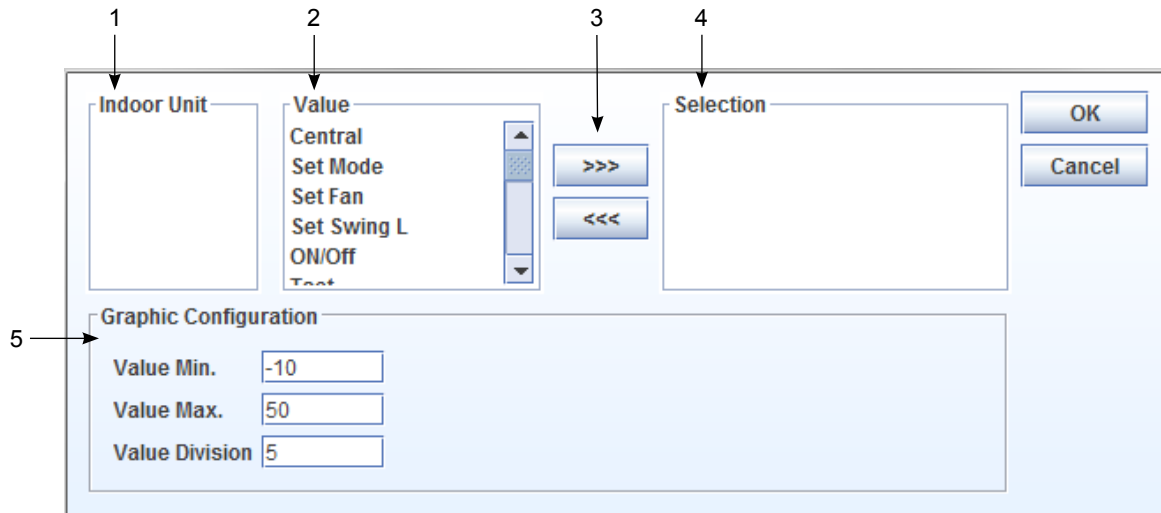 1 2 3 4
Indoor Unit Value Selection OK
Central
Set Mode >>> Cancel
Set Fan
Set Swing L <<<
ON/Off
5 Graphic Configuration
Value Min. -10
Value Max. 50
Value Division 5